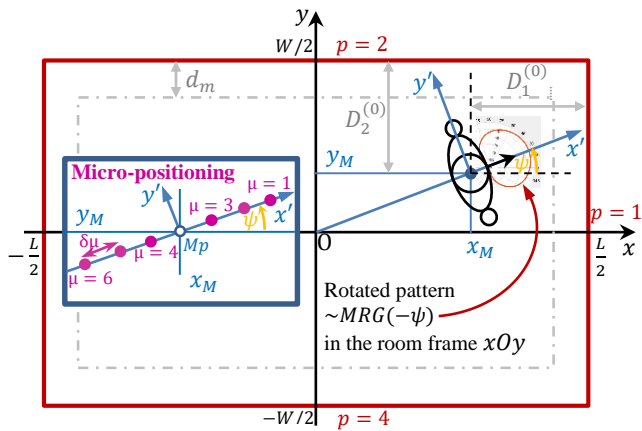 y
W/2
p = 2
d_m
D_1^{(0)}
D_2^{(0)}
y'
x'
ψ
Micro-positioning
y'
μ = 1
μ = 3
x'
y_M
ψ
y_M
p = 1
δμ
μ = 4
Mp
O
x_M
-L/2
L/2
x
μ = 6
x_M
Rotated pattern
~MRG(-ψ)
in the room frame xOy
-W/2
p = 4